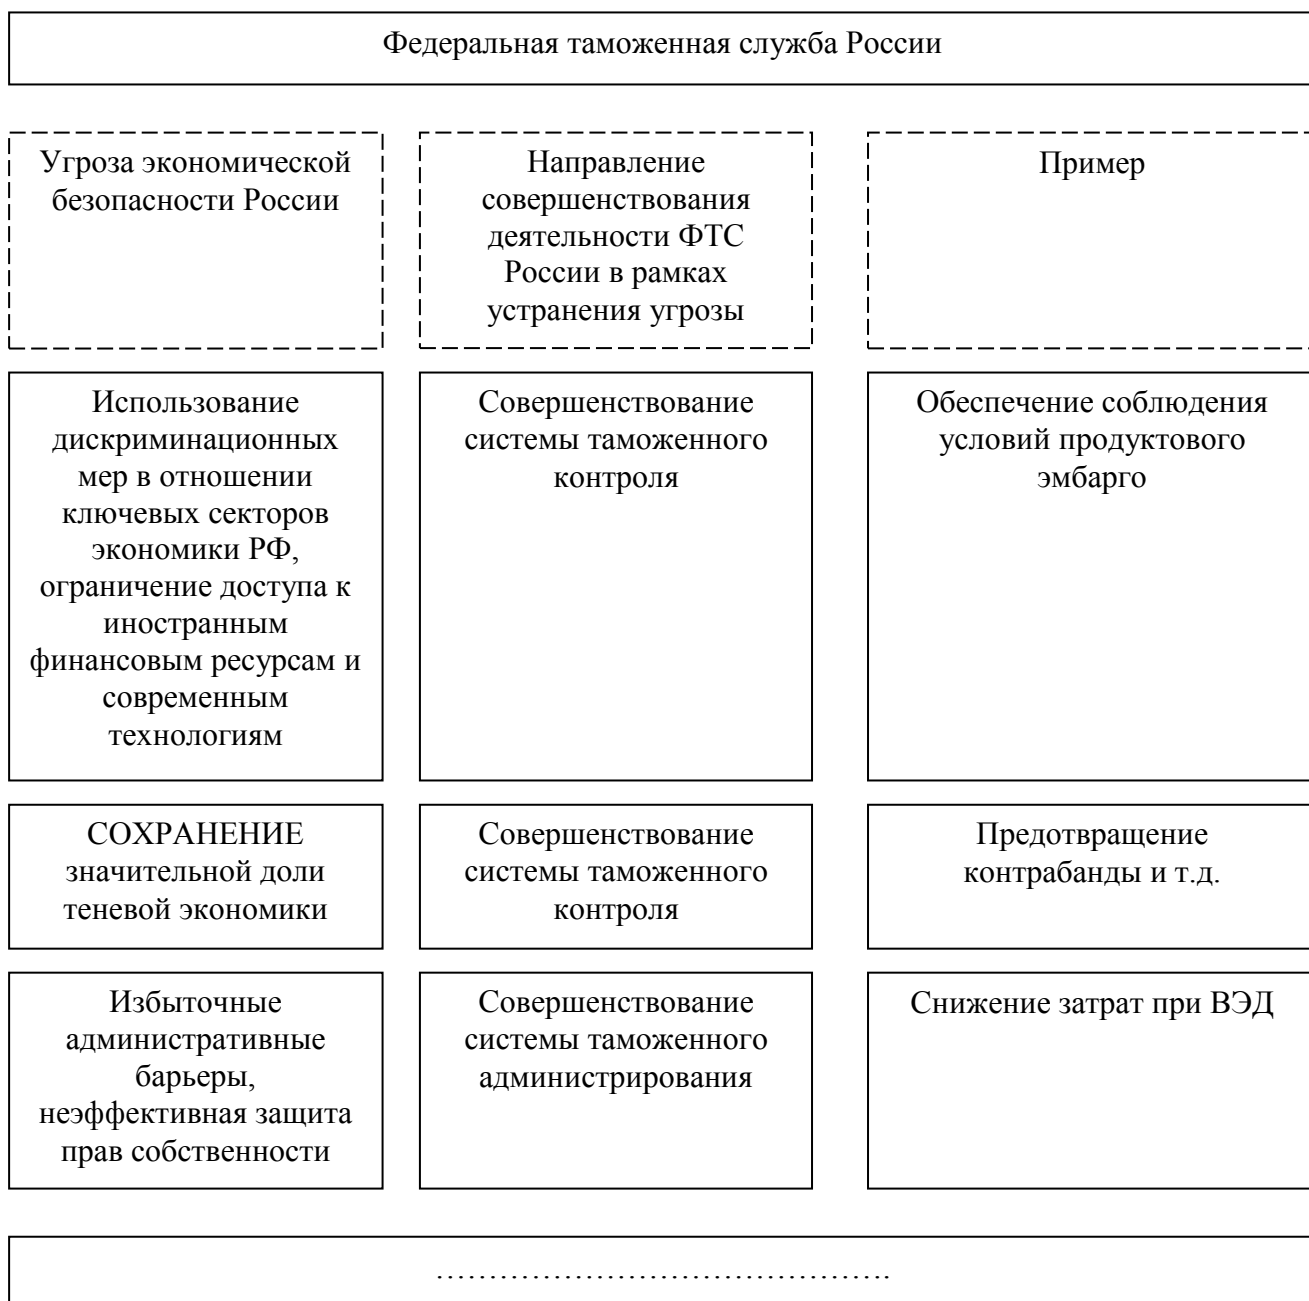 Федеральная таможенная служба России
Угроза экономической
безопасности России
Направление
совершенствования
деятельности ФТС
России в рамках
устранения угрозы
Пример
Использование
дискриминационных
мер в отношении
ключевых секторов
экономики РФ,
ограничение доступа к
иностранным
финансовым ресурсам и
современным
технологиям
Совершенствование
системы таможенного
контроля
Обеспечение соблюдения
условий продуктового
эмбарго
СОХРАНЕНИЕ
значительной доли
теневой экономики
Совершенствование
системы таможенного
контроля
Предотвращение
контрабанды и т.д.
Избыточные
административные
барьеры,
неэффективная защита
прав собственности
Совершенствование
системы таможенного
администрирования
Снижение затрат при ВЭД
…………………………………….